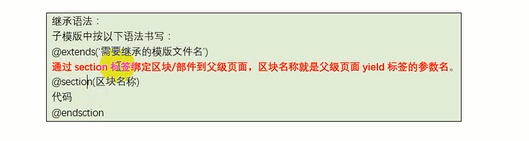 继承语法：
子模版中按以下语法书写：
@extends('需要继承的模版文件名')
通过 section 标签绑定区块/部件到父级页面，区块名称就是父级页面 yield 标签的参数名。
@section(区块名称)
代码
@endsction